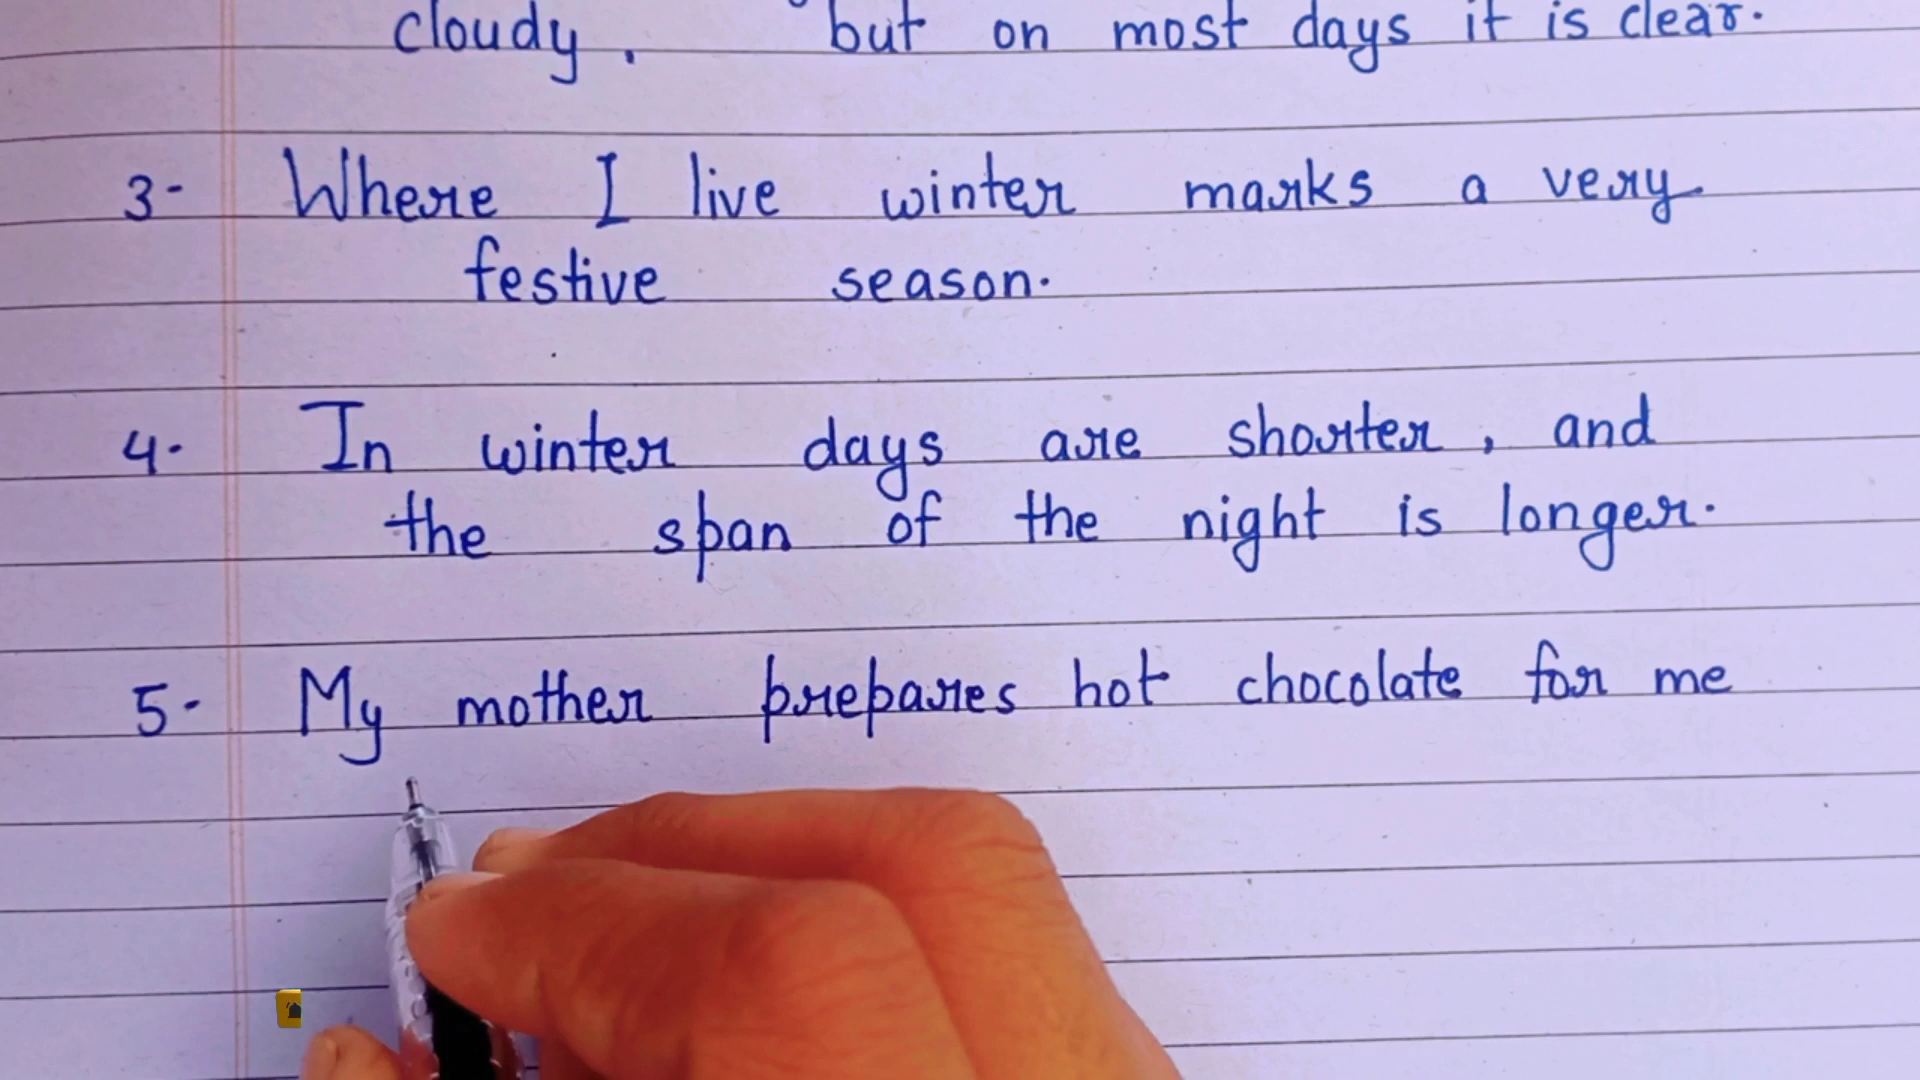 cloudy, but on most days it is clear.
3- Where I live winter marks a very
festive season.
4. In winter days are shorter, and
the span of the night is longer.
5. My mother prepares hot chocolate for me